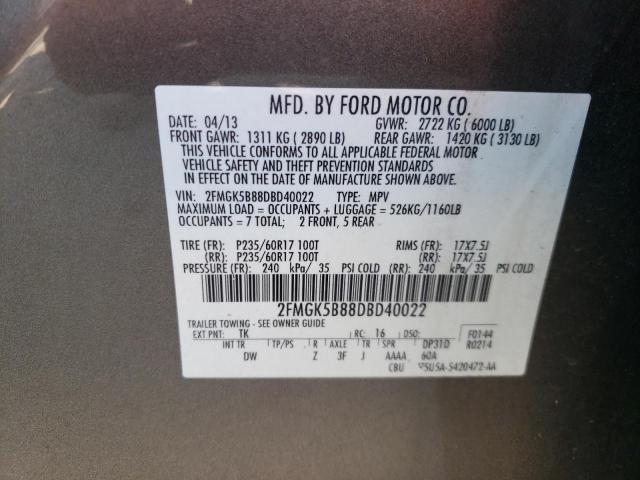 MFD. BY FORD MOTOR CO.
DATE: 04/13 GVWR: 2722 KG ( 6000 LB)
FRONT GAWR: 1311 KG ( 2890 LB) REAR GAWR: 1420 KG ( 3130 LB)
THIS VEHICLE CONFORMS TO ALL APPLICABLE FEDERAL MOTOR
VEHICLE SAFETY AND THEFT PREVENTION STANDARDS
IN EFFECT ON THE DATE OF MANUFACTURE SHOWN ABOVE.
VIN: 2FMGK5B88DBD40022 TYPE: MPV
MAXIMUM LOAD = OCCUPANTS + LUGGAGE = 526KG/1160LB
OCCUPANTS = 7 TOTAL; 2 FRONT, 5 REAR
TIRE (FR): P235/60R17 100T RIMS (FR): 17X7.5J
(RR): P235/60R17 100T (RR): 17X7.5J
PRESSURE (FR): 240 kPa/ 35 PSI COLD (RR): 240 kPa/ 35 PSI COLD
2FMGK5B88DBD40022
TRAILER TOWING - SEE OWNER GUIDE
EXT PNT: TK RC: 16 DSO: F0144
INT TR TP/PS R AXLE TR SPR DP31D R0214
DW Z 3F J AAAA 60A
CBU 5U5A-5420472-AA